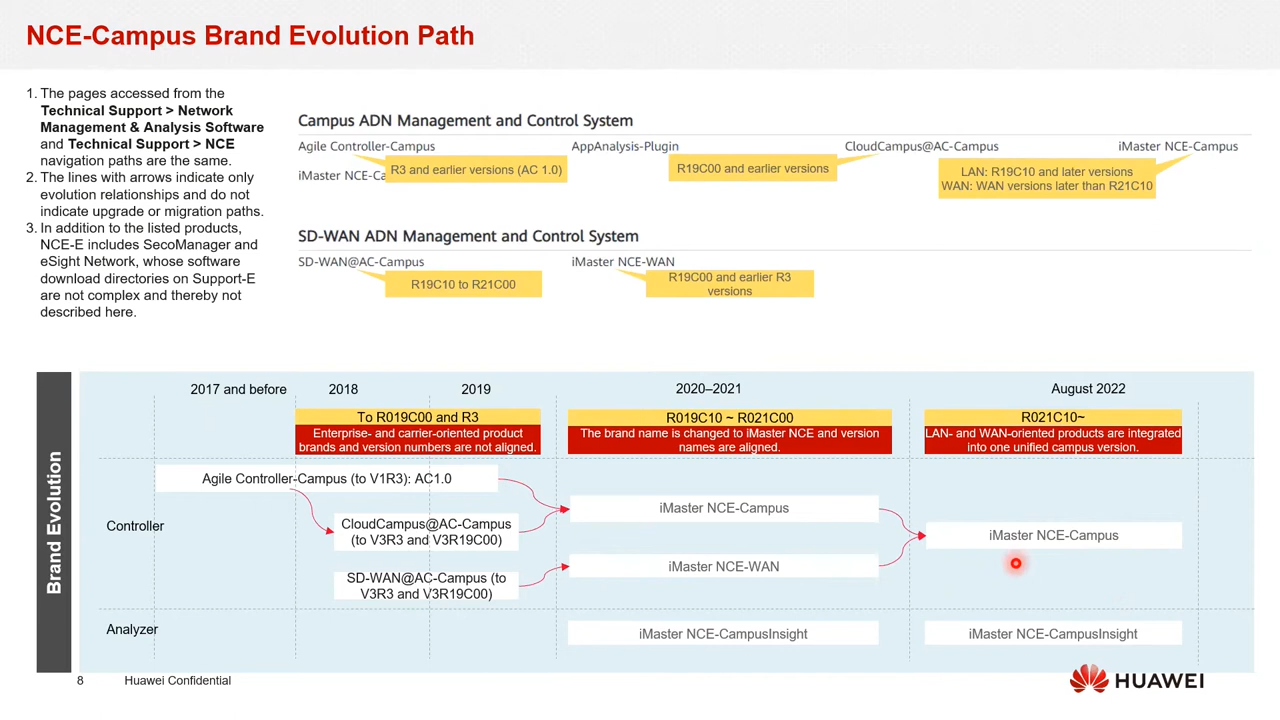 NCE-Campus Brand Evolution Path
1. The pages accessed from the
Technical Support > Network
Management & Analysis Software
and Technical Support > NCE
navigation paths are the same.
2. The lines with arrows indicate only
evolution relationships and do not
indicate upgrade or migration paths.
3. In addition to the listed products,
NCE-E includes SecoManager and
eSight Network, whose software
download directories on Support-E
are not complex and thereby not
described here.
Campus ADN Management and Control System
Agile Controller-Campus
AppAnalysis-Plugin
CloudCampus@AC-Campus
iMaster NCE-Campus
iMaster NCE-Ca
R3 and earlier versions (AC 1.0)
R19C00 and earlier versions
LAN: R19C10 and later versions
WAN: WAN versions later than R21C10
SD-WAN ADN Management and Control System
SD-WAN@AC-Campus
iMaster NCE-WAN
R19C10 to R21C00
R19C00 and earlier R3
versions
Brand Evolution
2017 and before
2018
2019
2020–2021
August 2022
To R019C00 and R3
Enterprise- and carrier-oriented product
brands and version numbers are not aligned.
R019C10 ~ R021C00
The brand name is changed to iMaster NCE and version
names are aligned.
R021C10~
LAN- and WAN-oriented products are integrated
into one unified campus version.
Controller
Agile Controller-Campus (to V1R3): AC1.0
CloudCampus@AC-Campus
(to V3R3 and V3R19C00)
SD-WAN@AC-Campus (to
V3R3 and V3R19C00)
iMaster NCE-Campus
iMaster NCE-WAN
iMaster NCE-Campus
Analyzer
iMaster NCE-CampusInsight
iMaster NCE-CampusInsight
8
Huawei Confidential
HUAWEI